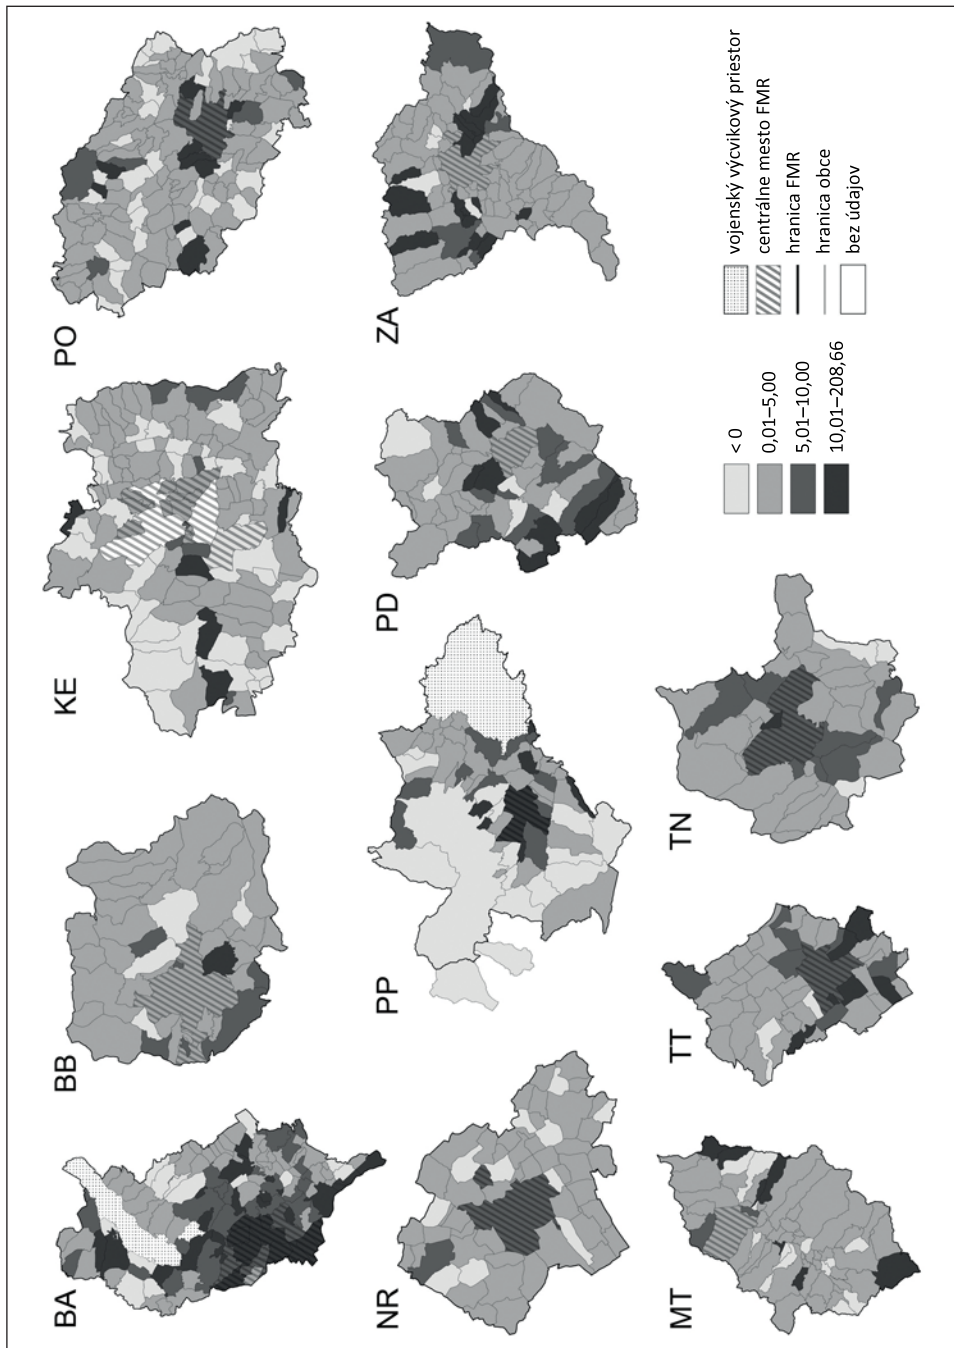 BA
BB
KE
PO
NR
PP
PD
ZA
MT
TT
TN
< 0
0,01–5,00
5,01–10,00
10,01–208,66
vojenský výcvikový priestor
centrálne mesto FMR
hranica FMR
hranica obce
bez údajov